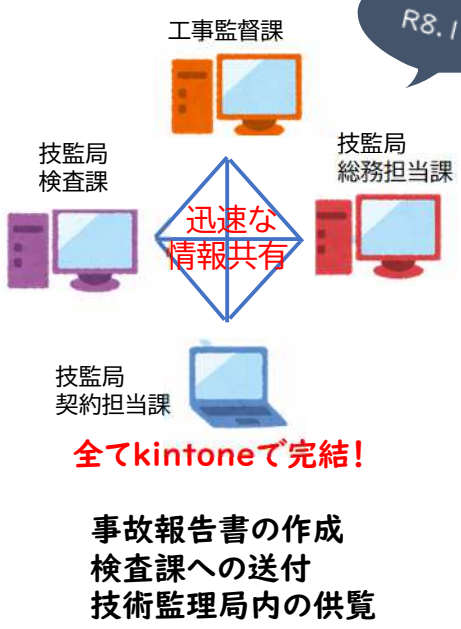 工事監督課
R8.1
技監局
検査課
技監局
総務担当課
迅速な
情報共有
技監局
契約担当課
全てkintoneで完結!
事故報告書の作成
検査課への送付
技術監理局内の供覧